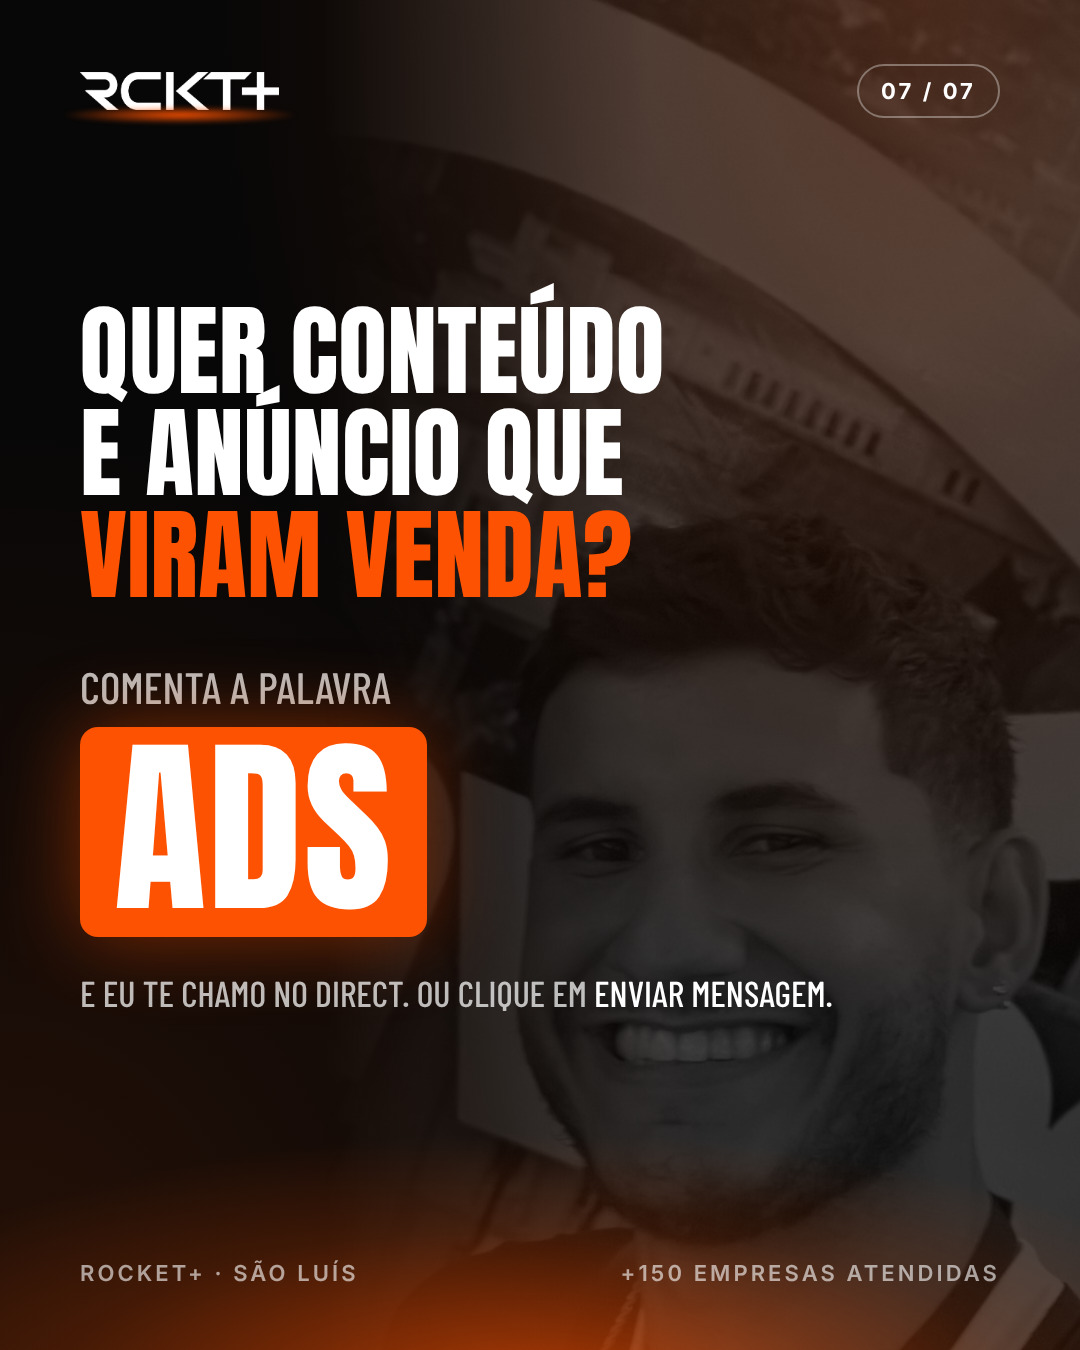 RCKT+
07 / 07
QUER CONTEÚDO
E ANÚNCIO QUE
VIRAM VENDA?
COMENTA A PALAVRA
ADS
E EU TE CHAMO NO DIRECT. OU CLIQUE EM ENVIAR MENSAGEM.
ROCKET+ · SÃO LUÍS
+150 EMPRESAS ATENDIDAS